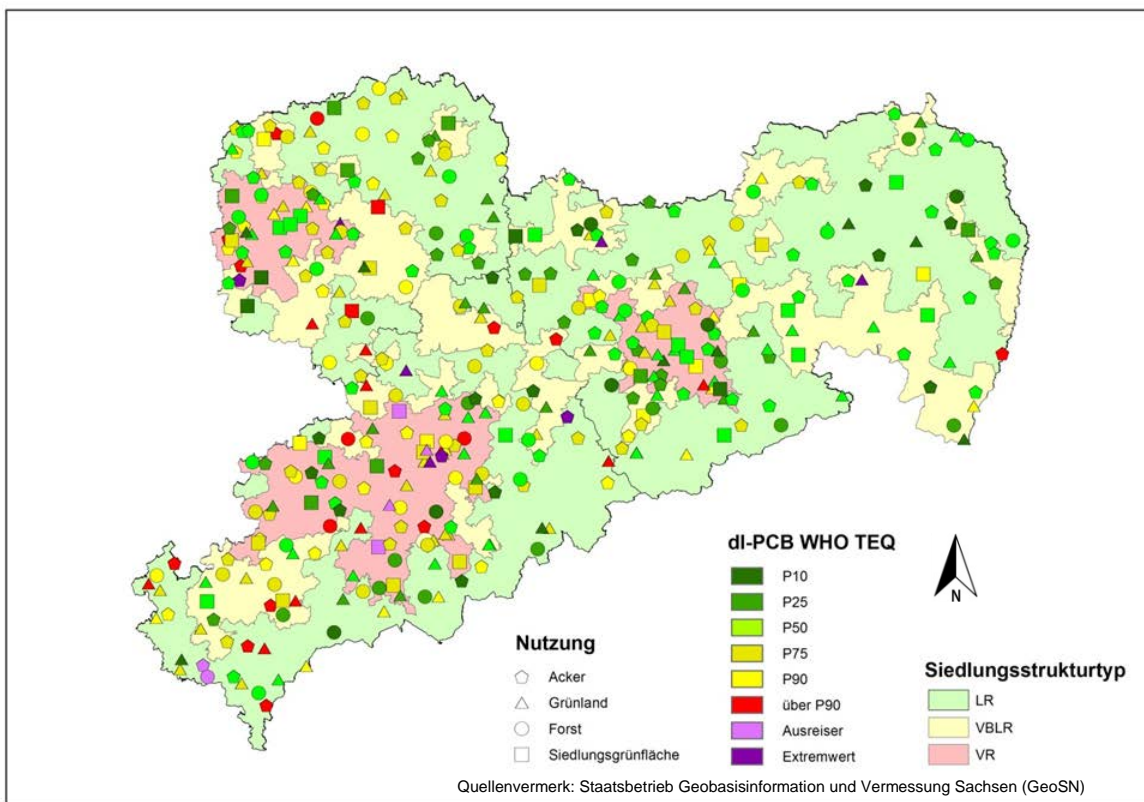 dl-PCB WHO TEQ
P10
P25
P50
P75
P90
über P90
Ausreiser
Extremwert
N
Nutzung
Acker
Grünland
Forst
Siedlungsgrünfläche
Siedlungsstrukturtyp
LR
VBLR
VR
Quellenvermerk: Staatsbetrieb Geobasisinformation und Vermessung Sachsen (GeoSN)